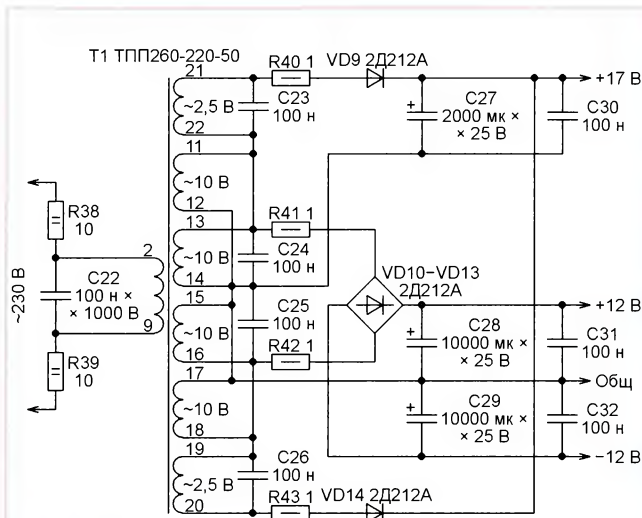 T1 ТПП260-220-50
21
R40 1
VD9 2Д212А
+17 В
~2,5 В
C23
100 н
C27
2000 мк ×
× 25 В
C30
100 н
22
11
~10 В
12
R38
10
13
R41 1
~10 В
C24
100 н
14
VD10–VD13
2Д212А
~230 В
2
C22
100 н ×
× 1000 В
9
15
C25
100 н
+12 В
~10 В
16
R42 1
+
C28
10000 мк
× 25 В
C31
100 н
R39
10
17
Общ
~10 В
18
+
C29
10000 мк
× 25 В
C32
100 н
19
C26
100 н
−12 В
~2,5 В
20
R43 1
VD14 2Д212А